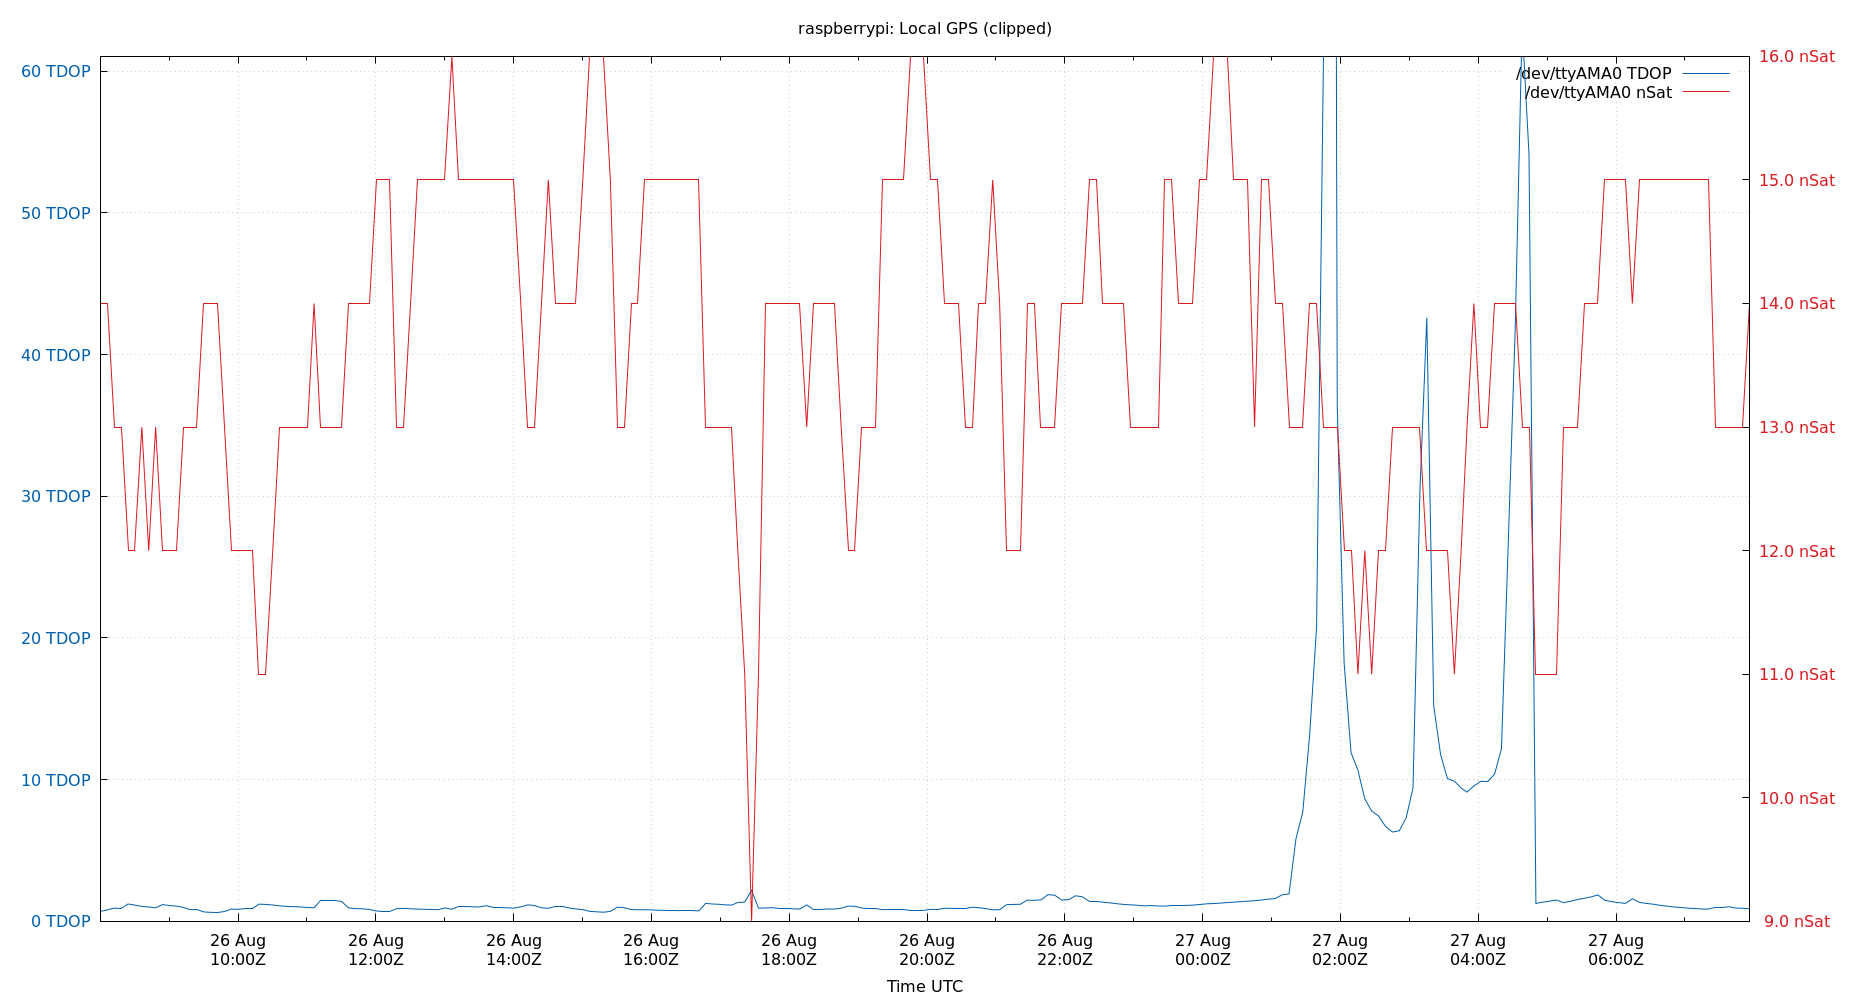 raspberrypi: Local GPS (clipped)
60 TDOP
50 TDOP
40 TDOP
30 TDOP
20 TDOP
10 TDOP
0 TDOP
16.0 nSat
15.0 nSat
14.0 nSat
13.0 nSat
12.0 nSat
11.0 nSat
10.0 nSat
9.0 nSat
/dev/ttyAMA0 TDOP
/dev/ttyAMA0 nSat
26 Aug
10:00Z
26 Aug
12:00Z
26 Aug
14:00Z
26 Aug
16:00Z
26 Aug
18:00Z
26 Aug
20:00Z
26 Aug
22:00Z
27 Aug
00:00Z
27 Aug
02:00Z
27 Aug
04:00Z
27 Aug
06:00Z
Time UTC